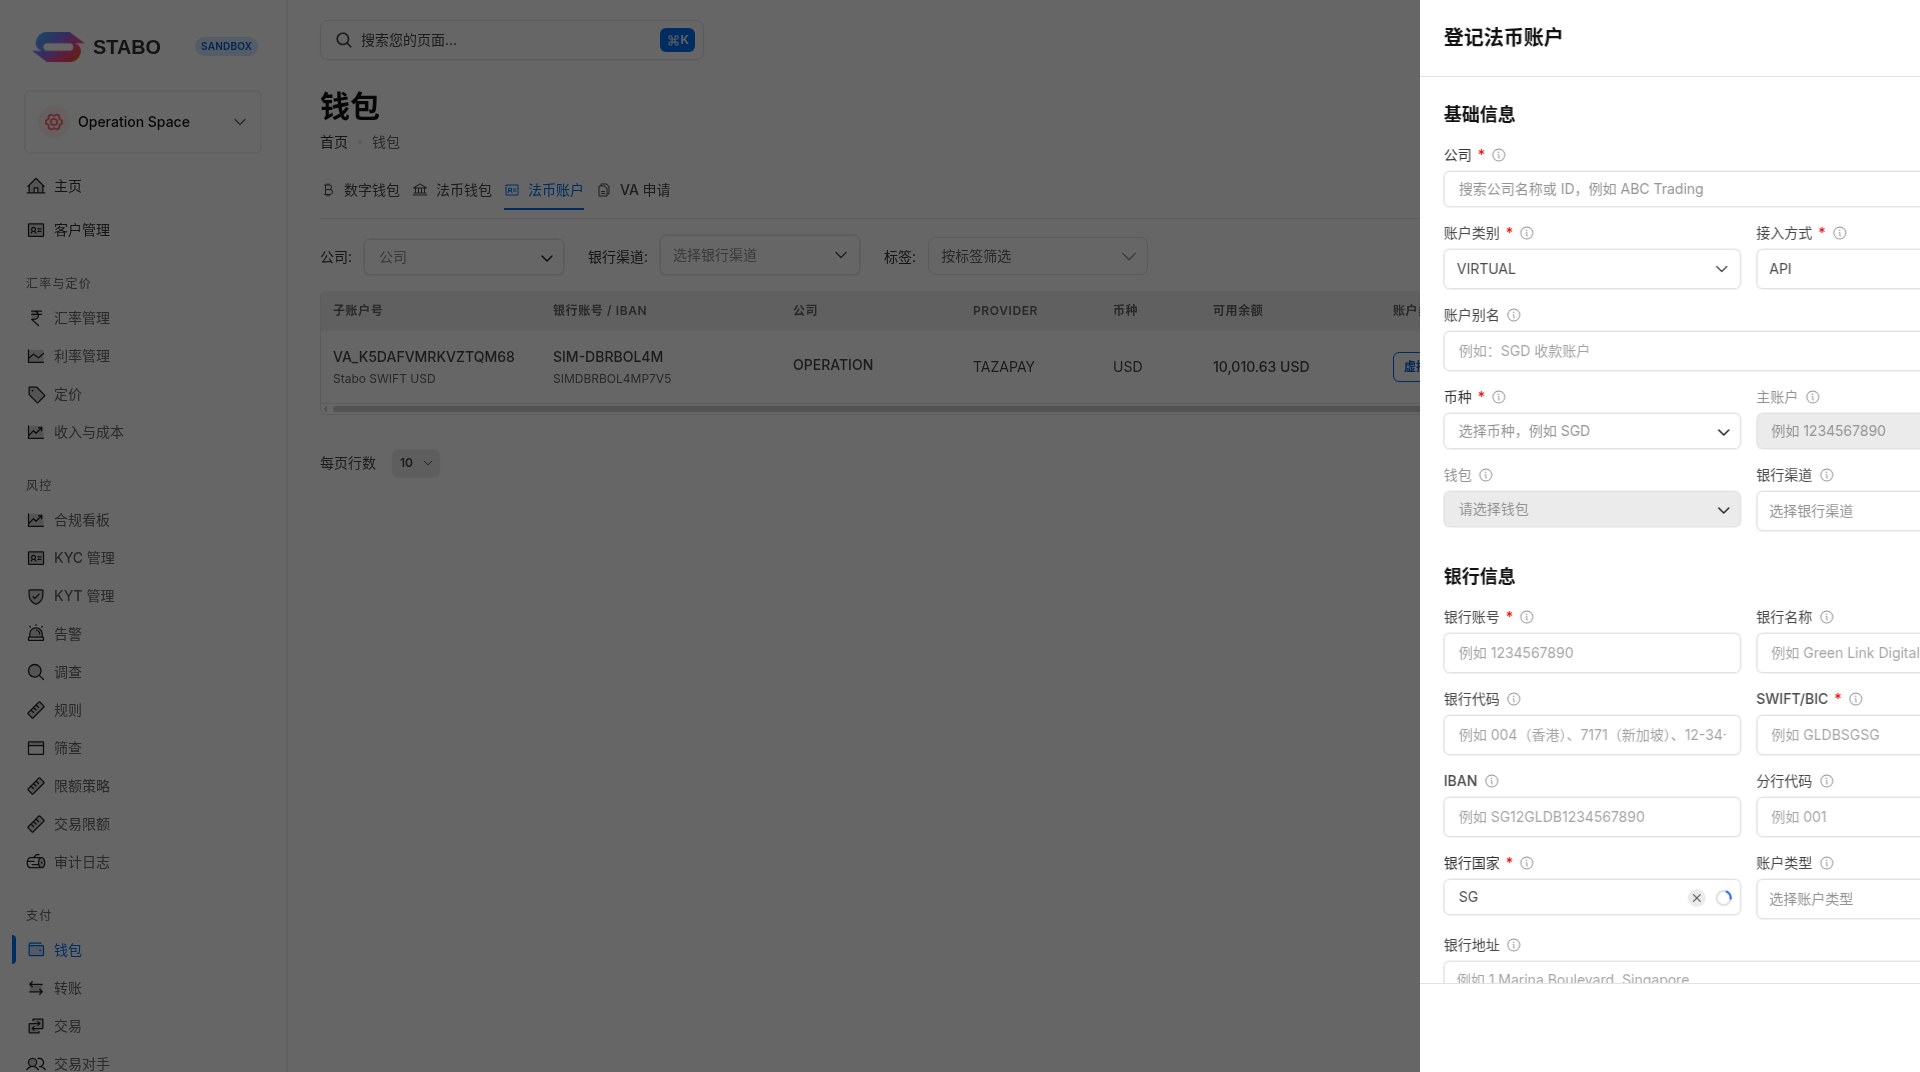 STABO
SANDBOX
Operation Space
主页
客户管理
汇率与定价
汇率管理
利率管理
定价
收入与成本
风控
合规看板
KYC 管理
KYT 管理
告警
调查
规则
筛查
限额策略
交易限额
审计日志
支付
钱包
转账
交易
交易对手
搜索您的页面...
⌘K
钱包
首页 • 钱包
数字钱包 法币钱包 法币账户 VA 申请
公司: 公司 银行渠道: 选择银行渠道 标签: 按标签筛选
子账户号 银行账号 / IBAN 公司 PROVIDER 币种 可用余额 账户
VA_K5DAFVMRKVZTQM68 SIM-DBRBOL4M OPERATION TAZAPAY USD 10,010.63 USD
Stabo SWIFT USD SIMDBRBOL4MP7V5
每页行数 10
登记法币账户
基础信息
公司 *
搜索公司名称或 ID，例如 ABC Trading
账户类别 * 接入方式 *
VIRTUAL API
账户别名
例如：SGD 收款账户
币种 * 主账户
选择币种，例如 SGD 例如 1234567890
钱包 银行渠道
请选择钱包 选择银行渠道
银行信息
银行账号 * 银行名称
例如 1234567890 例如 Green Link Digital
银行代码 SWIFT/BIC *
例如 004（香港）、7171（新加坡）、12-34- 例如 GLDBSGSG
IBAN 分行代码
例如 SG12GLDB1234567890 例如 001
银行国家 * 账户类型
SG 选择账户类型
银行地址
例如 1 Marina Boulevard, Singapore